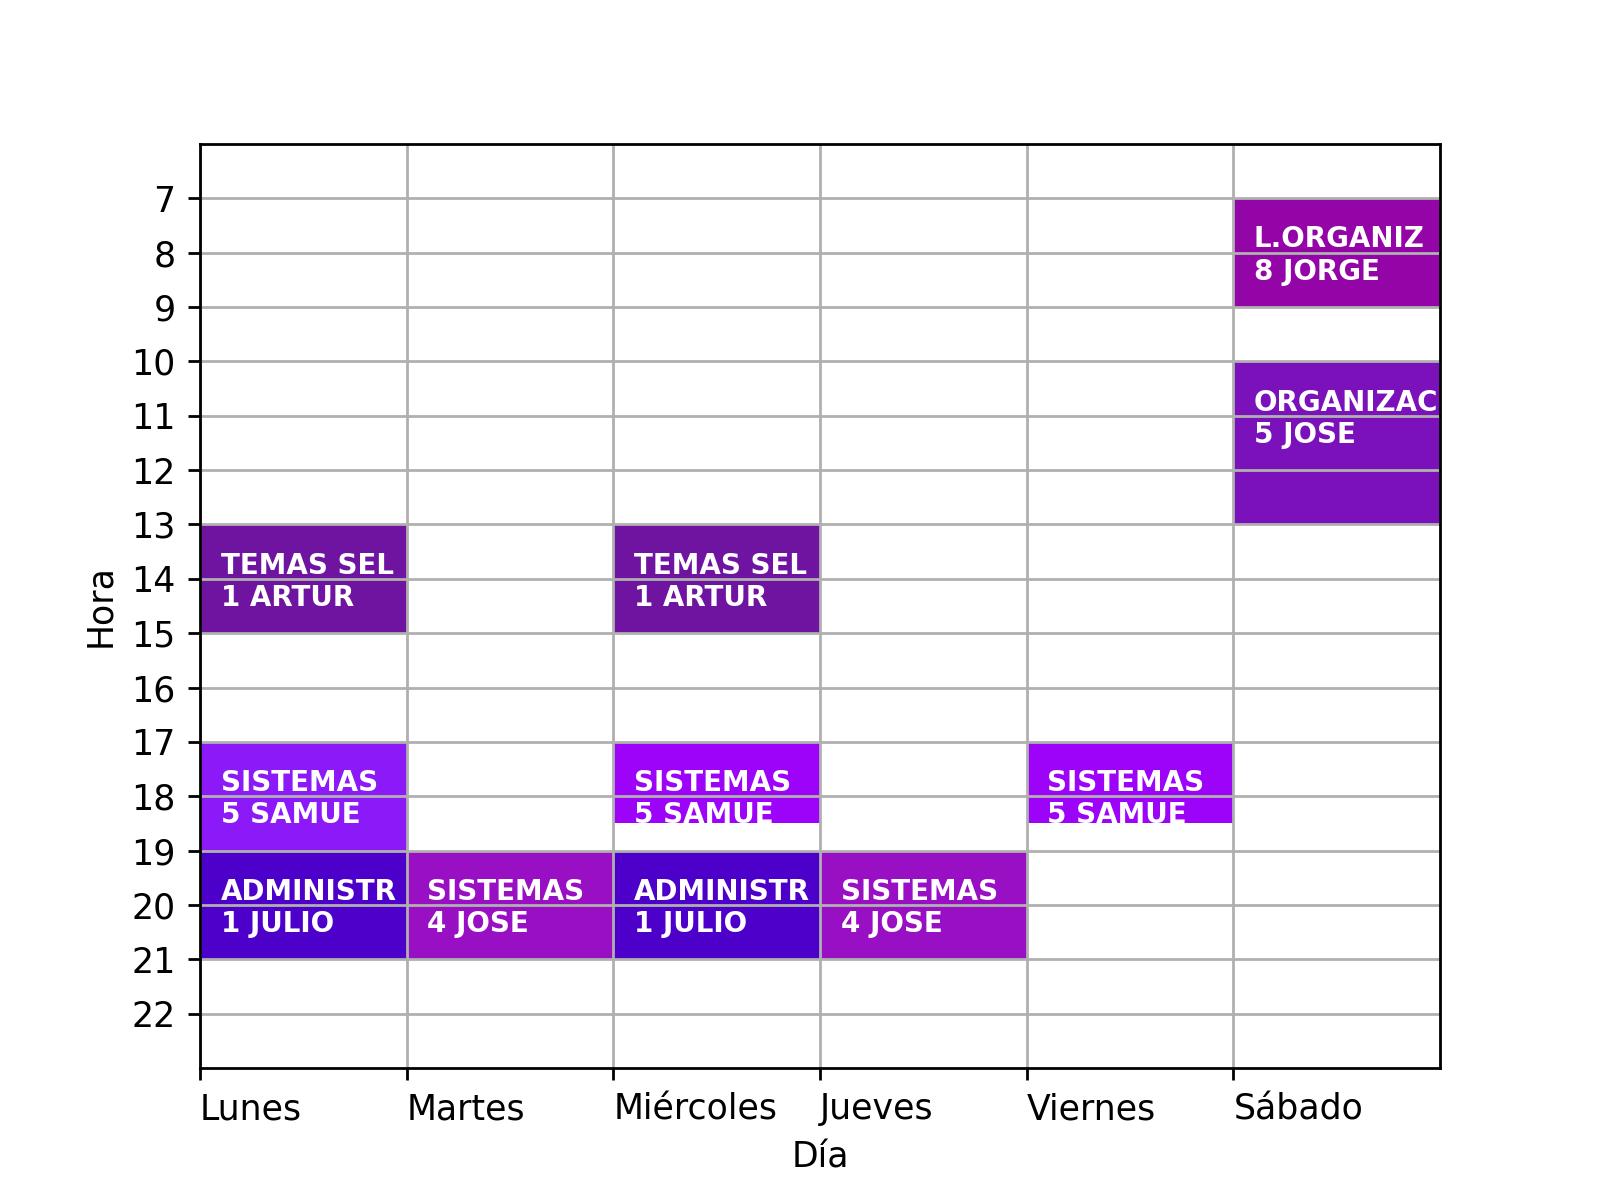 7
8
9
10
11
12
13
14
15
16
17
18
19
20
21
22
Hora
L.ORGANIZ
8 JORGE
ORGANIZAC
5 JOSE
TEMAS SEL
1 ARTUR
TEMAS SEL
1 ARTUR
SISTEMAS
5 SAMUE
SISTEMAS
5 SAMUE
SISTEMAS
5 SAMUE
ADMINISTR
1 JULIO
SISTEMAS
4 JOSE
ADMINISTR
1 JULIO
SISTEMAS
4 JOSE
Lunes Martes Miércoles Jueves Viernes Sábado
Día